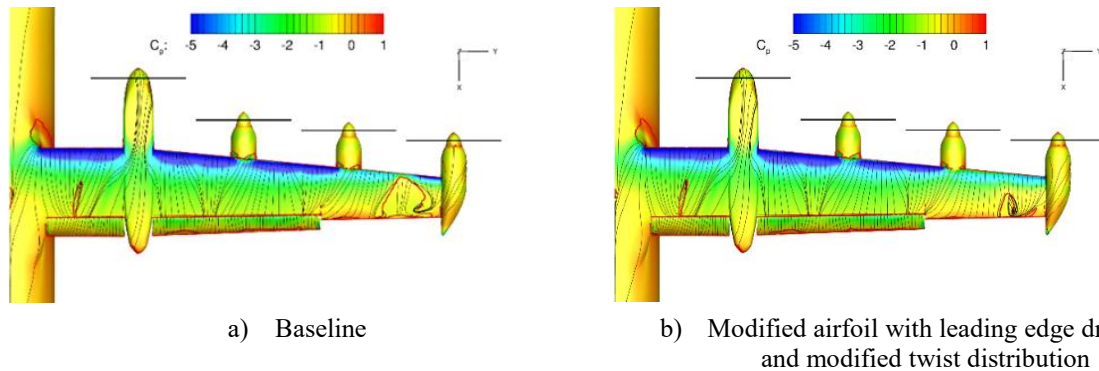 Cp: -5 -4 -3 -2 -1 0 1
Z Y
X
a) Baseline
Cp -5 -4 -3 -2 -1 0 1
Z Y
X
b) Modified airfoil with leading edge
and modified twist distribution